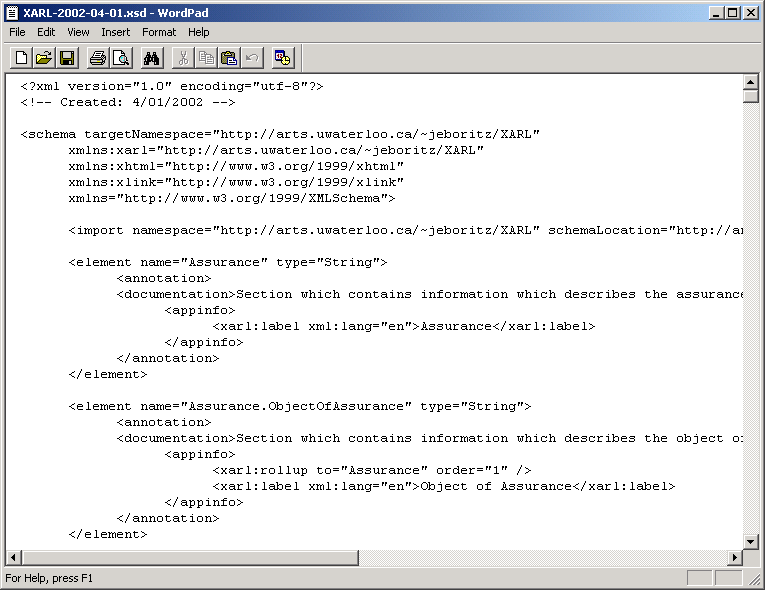 XARL-2002-04-01.xsd - WordPad
File Edit View Insert Format Help
<?xml version="1.0" encoding="utf-8"?>
<!-- Created: 4/01/2002 -->
<schema targetNamespace="http://arts.uwaterloo.ca/~jeboritz/XARL"
xmlns:xarl="http://arts.uwaterloo.ca/~jeboritz/XARL"
xmlns:xhtml="http://www.w3.org/1999/xhtml"
xmlns:xlink="http://www.w3.org/1999/xlink"
xmlns="http://www.w3.org/1999/XMLSchema">
<import namespace="http://arts.uwaterloo.ca/~jeboritz/XARL" schemaLocation="http://ar
<element name="Assurance" type="String">
<annotation>
<documentation>Section which contains information which describes the assurance
<appinfo>
<xarl:label xml:lang="en">Assurance</xarl:label>
</appinfo>
</annotation>
</element>
<element name="Assurance.ObjectOfAssurance" type="String">
<annotation>
<documentation>Section which contains information which describes the object of
<appinfo>
<xarl:rollup to="Assurance" order="1" />
<xarl:label xml:lang="en">Object of Assurance</xarl:label>
</appinfo>
</annotation>
</element>
For Help, press F1